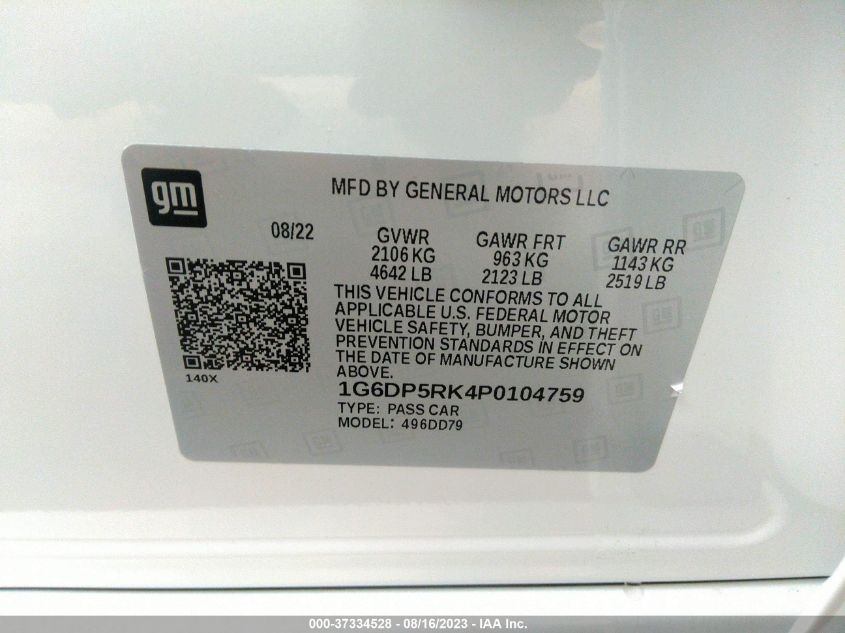 gm
MFD BY GENERAL MOTORS LLC
08/22
GVWR
2106 KG
4642 LB
GAWR FRT
963 KG
2123 LB
GAWR RR
1143 KG
2519 LB
THIS VEHICLE CONFORMS TO ALL
APPLICABLE U.S. FEDERAL MOTOR
VEHICLE SAFETY, BUMPER, AND THEFT
PREVENTION STANDARDS IN EFFECT ON
THE DATE OF MANUFACTURE SHOWN
ABOVE.
140X
1G6DP5RK4P0104759
TYPE: PASS CAR
MODEL: 496DD79
000-37334528 - 08/16/2023 - IAA Inc.